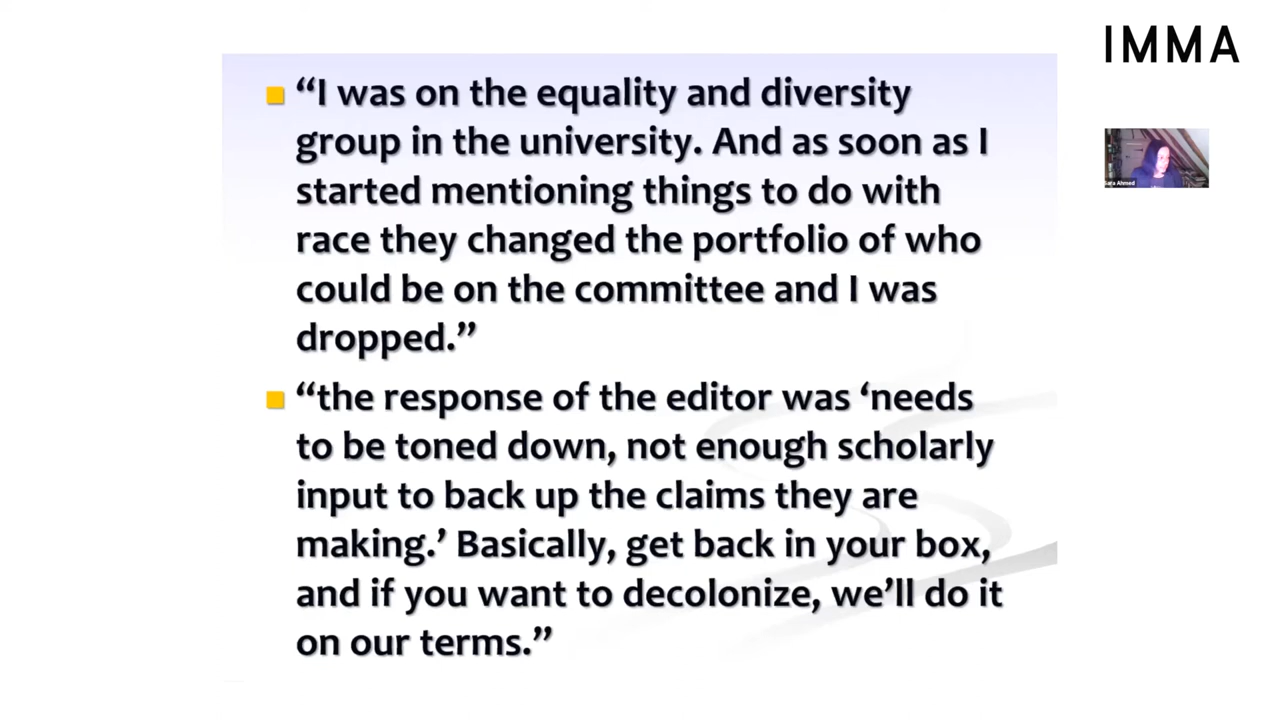 IMMA
“I was on the equality and diversity
group in the university. And as soon as I
started mentioning things to do with
race they changed the portfolio of who
could be on the committee and I was
dropped.”
“the response of the editor was ‘needs
to be toned down, not enough scholarly
input to back up the claims they are
making.’ Basically, get back in your box,
and if you want to decolonize, we’ll do it
on our terms.”
Sara Ahmed